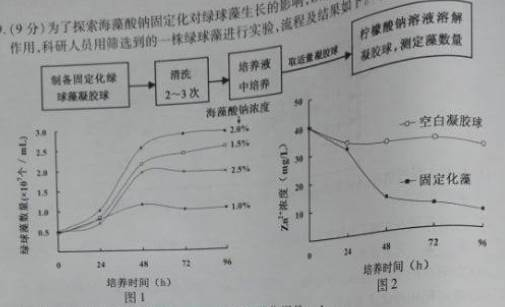 9.(9分)为了探索海藻酸钠固定化对绿球藻生长的影响,
作用,科研人员用筛选到的一株绿球藻进行实验,流程及结果如下。
制备固定化绿
球藻凝胶球
清洗
2~3次
培养液
中培养
取适量凝胶球
柠檬酸钠溶液溶解
凝胶球,测定藻数量
海藻酸钠浓度
绿球藻数量(×10⁷个/mL)
3.0
2.5
2.0
1.5
1.0
0.5
2.0%
1.5%
2.5%
1.0%
0 24 48 72 96
培养时间(h)
图1
Zn²⁺浓度(mg/L)
50
40
30
20
10
空白凝胶球
固定化藻
0 24 48 72 96
培养时间(h)
图2